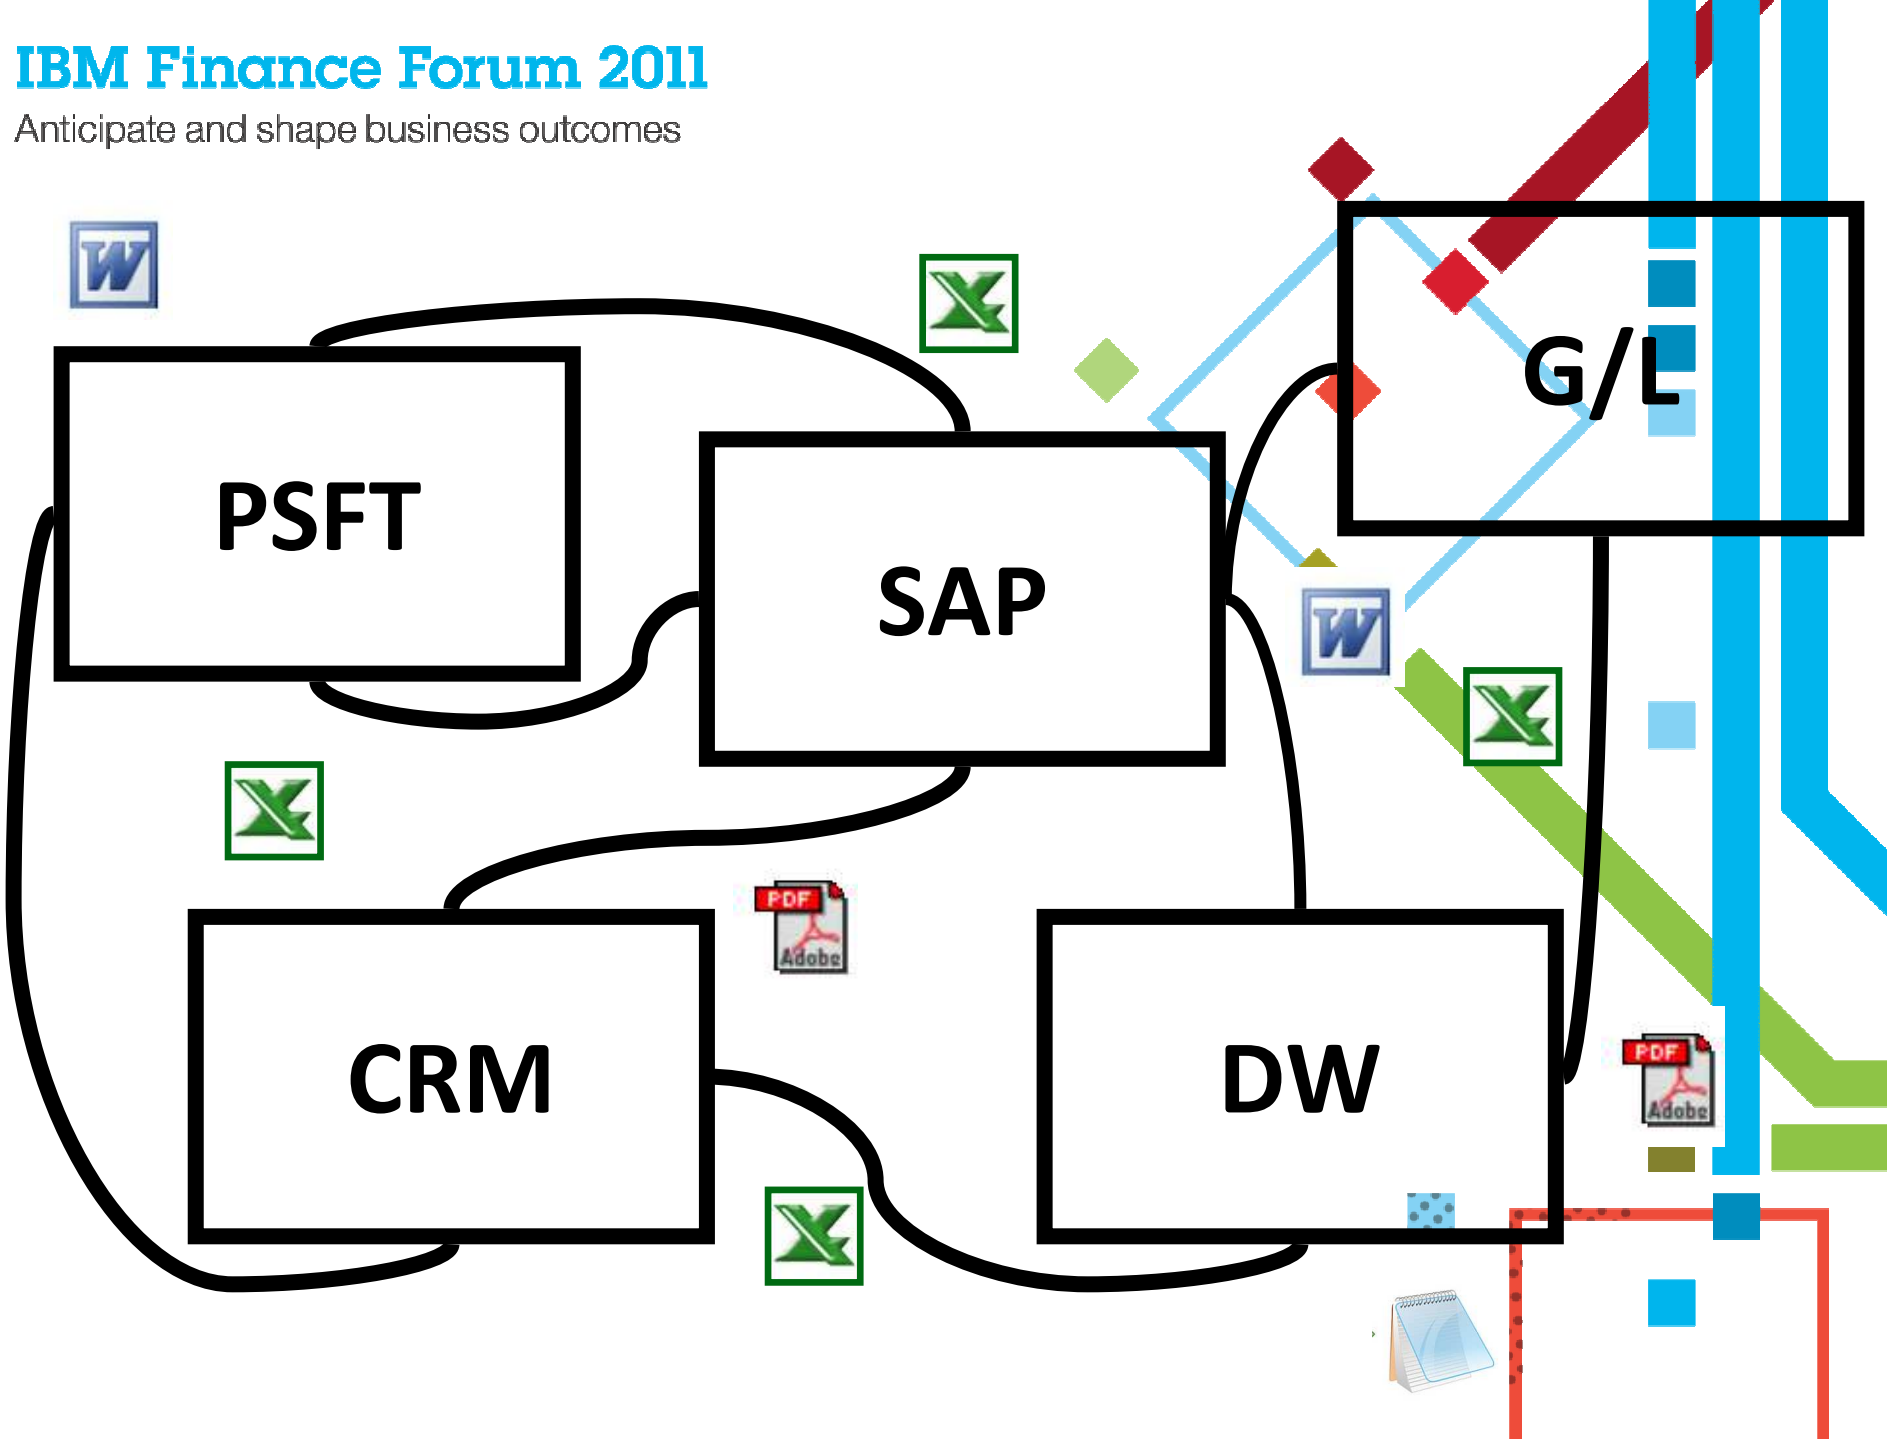 IBM Finance Forum 2011
Anticipate and shape business outcomes
W
X
G/L
PSFT
SAP
W
X
X
PDF
Adobe
CRM
DW
PDF
Adobe
X